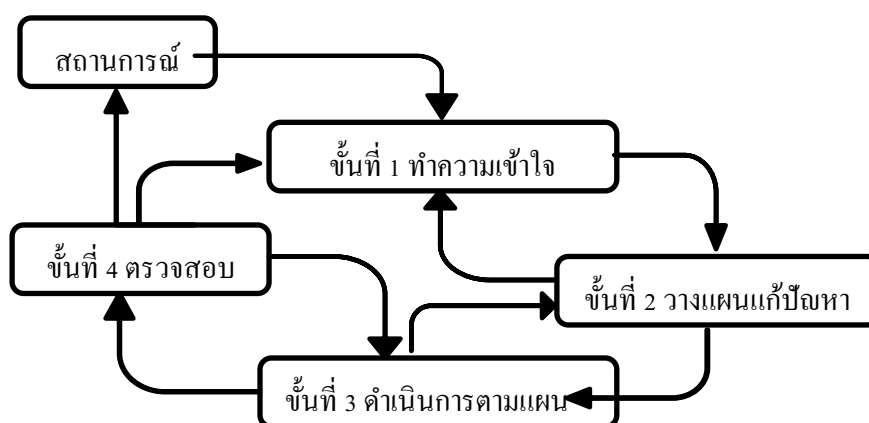 สถานการณ์
ขั้นที่ 1 ทำความเข้าใจ
ขั้นที่ 4 ตรวจสอบ
ขั้นที่ 2 วางแผนแก้ปัญหา
ขั้นที่ 3 ดำเนินการตามแผน